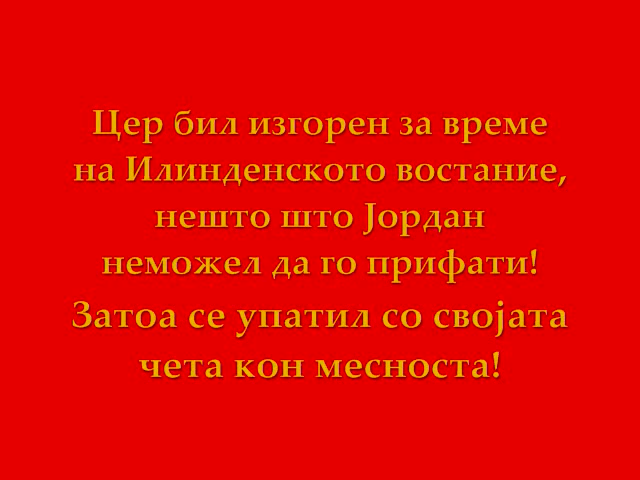 Цер бил изгорен за време
на Илинденското востание,
нешто што Јордан
неможел да го прифати!
Затоа се упатил со својата
чета кон месноста!